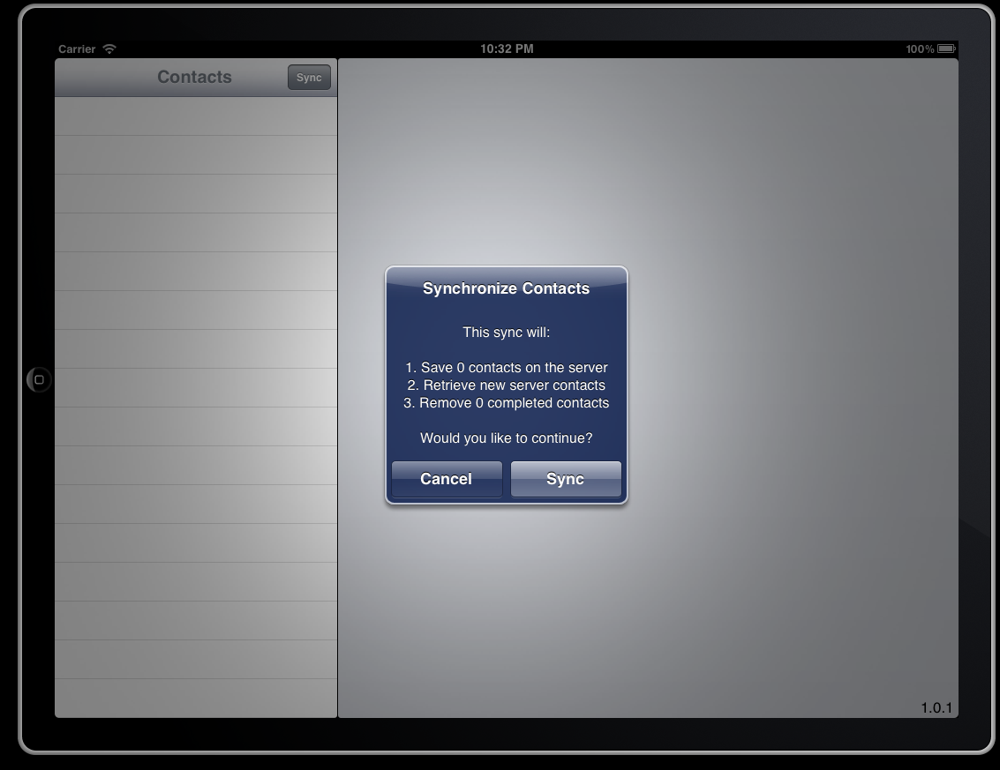 Carrier
10:32 PM
100%
Contacts
Sync
Synchronize Contacts
This sync will:
1. Save 0 contacts on the server
2. Retrieve new server contacts
3. Remove 0 completed contacts
Would you like to continue?
Cancel
Sync
1.0.1